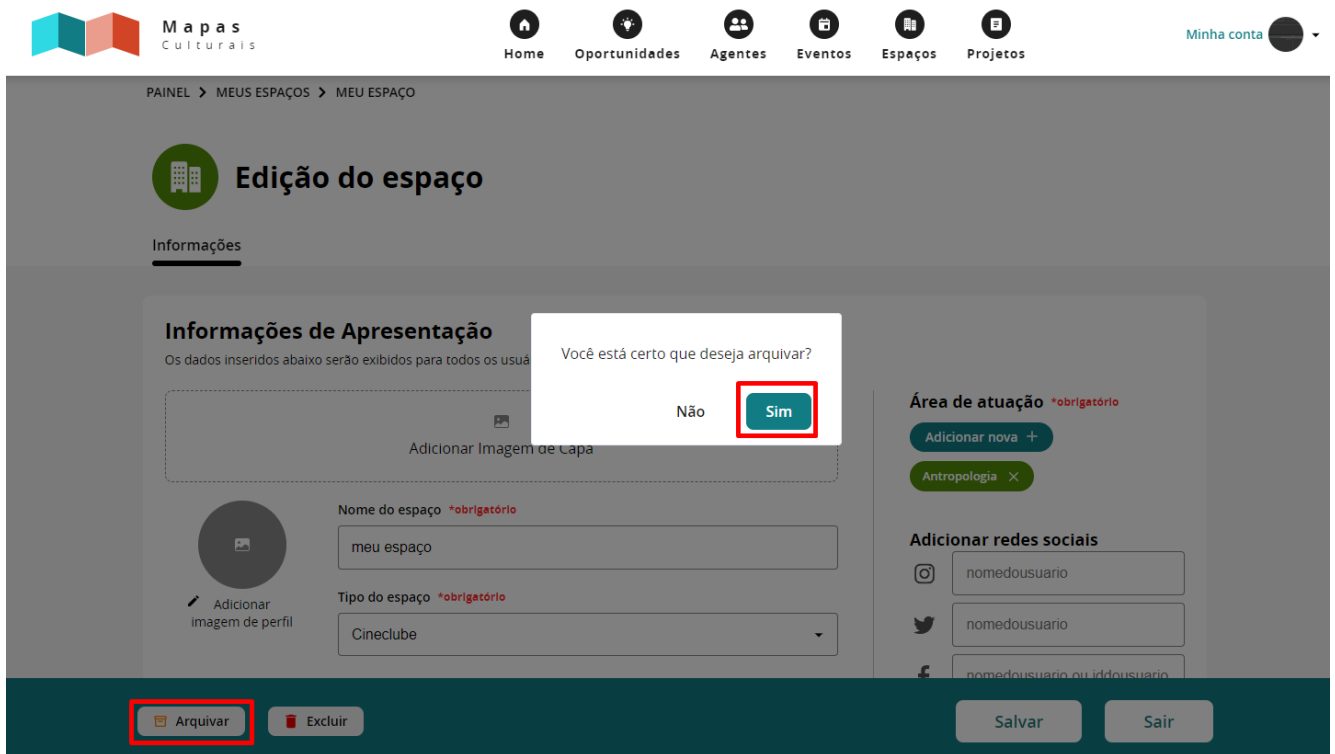 Mapas
Culturais
Home
Oportunidades
Agentes
Eventos
Espaços
Projetos
Minha conta
PAINEL > MEUS ESPAÇOS > MEU ESPAÇO
Edição do espaço
Informações
Informações de Apresentação
Os dados inseridos abaixo serão exibidos para todos os usuá
Adicionar Imagem de Capa
Adicionar
imagem de perfil
Nome do espaço *obrigatório
meu espaço
Tipo do espaço *obrigatório
Cineclube
Você está certo que deseja arquivar?
Não
Sim
Área de atuação *obrigatório
Adicionar nova +
Antropologia ×
Adicionar redes sociais
nomedousuario
nomedousuario
nomedousuario ou iddousuario
Arquivar
Excluir
Salvar
Sair